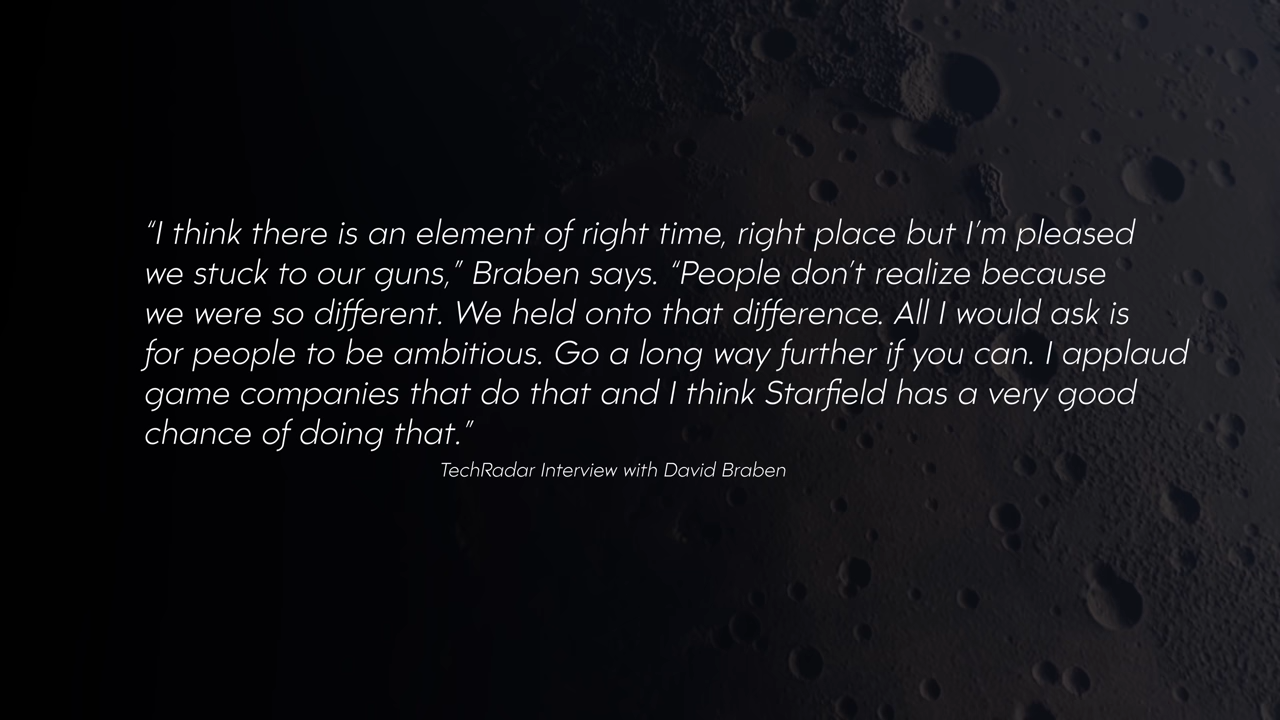 “I think there is an element of right time, right place but I’m pleased
we stuck to our guns,” Braben says. “People don’t realize because
we were so different. We held onto that difference. All I would ask is
for people to be ambitious. Go a long way further if you can. I applaud
game companies that do that and I think Starfield has a very good
chance of doing that.”
TechRadar Interview with David Braben